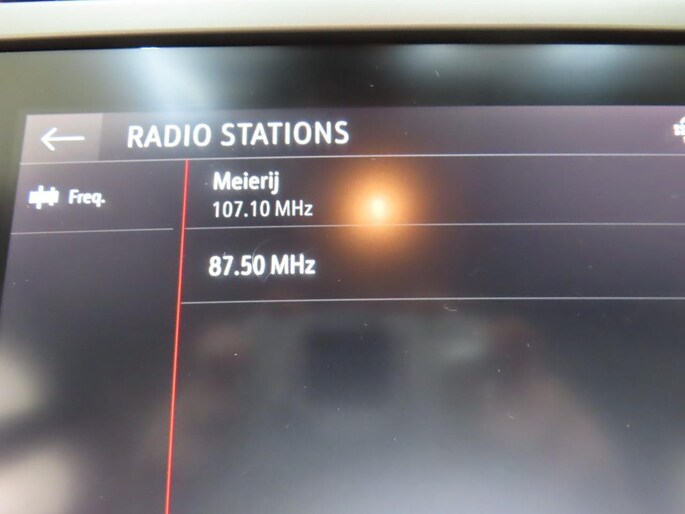 RADIO STATIONS
Freq.
Meierij
107.10 MHz
87.50 MHz